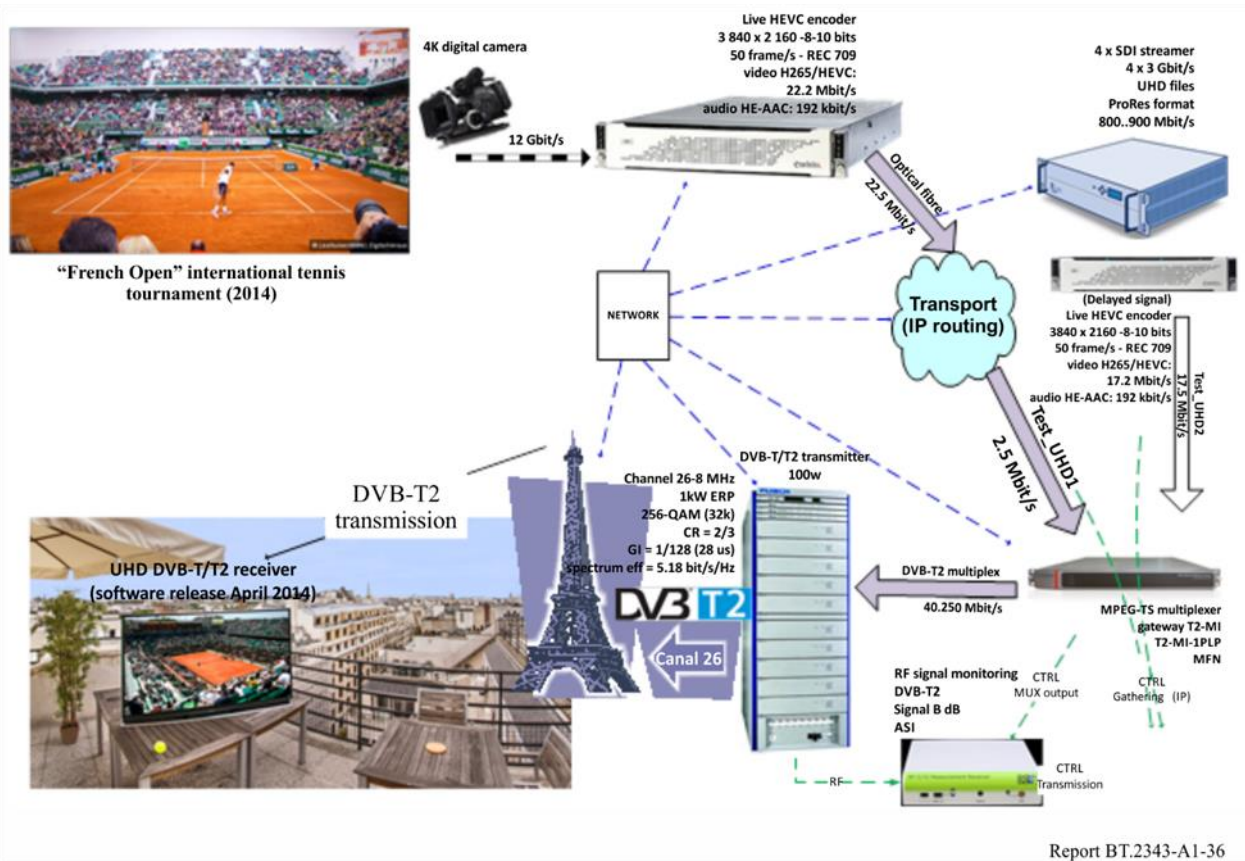 4K digital camera
12 Gbit/s
Live HEVC encoder
3 840 x 2 160 -8-10 bits
50 frame/s - REC 709
video H265/HEVC:
22.2 Mbit/s
audio HE-AAC: 192 kbit/s
4 x SDI streamer
4 x 3 Gbit/s
UHD files
ProRes format
800..900 Mbit/s
Optical fibre
22.5 Mbit/s
"French Open" international tennis
tournament (2014)
NETWORK
Transport
(IP routing)
(Delayed signal)
Live HEVC encoder
3840 x 2160 -8-10 bits
50 frame/s - REC 709
video H265/HEVC:
17.2 Mbit/s
audio HE-AAC: 192 kbit/s
Test_UHD2
17.5 Mbit/s
Test_UHD1
2.5 Mbit/s
DVB-T2
transmission
DVB-T/T2 transmitter
100w
Channel 26-8 MHz
1kW ERP
256-QAM (32k)
CR = 2/3
GI = 1/128 (28 us)
spectrum eff = 5.18 bit/s/Hz
UHD DVB-T/T2 receiver
(software release April 2014)
DVB T2
Canal 26
DVB-T2 multiplex
40.250 Mbit/s
MPEG-TS multiplexer
gateway T2-MI
T2-MI-1PLP
MFN
RF signal monitoring
DVB-T2
Signal B dB
ASI
CTRL
MUX output
CTRL
Gathering (IP)
RF
CTRL
Transmission
Report BT.2343-A1-36